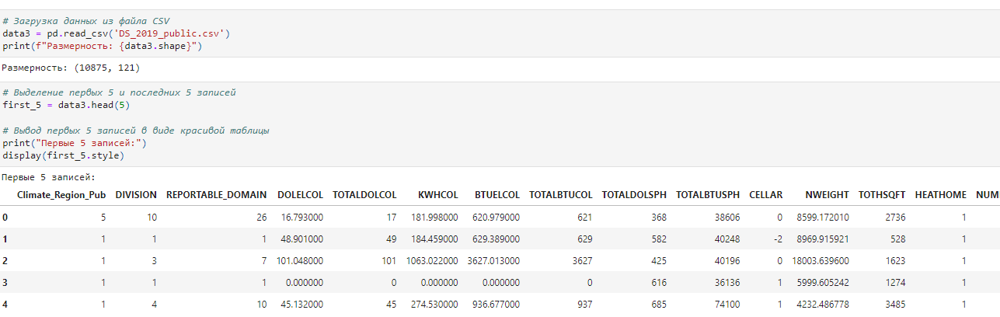 # Загрузка данных из файла CSV
data3 = pd.read_csv('DS_2019_public.csv')
print(f"Размерность: {data3.shape}")
Размерность: (10875, 121)
# Выделение первых 5 и последних 5 записей
first_5 = data3.head(5)
# Вывод первых 5 записей в виде красивой таблицы
print("Первые 5 записей:")
display(first_5.style)
Первые 5 записей:
Climate_Region_Pub DIVISION REPORTABLE_DOMAIN DOLELCOL TOTALDOLCOL KWHCOL BTUELCOL TOTALBTUCOL TOTALDOLSPH TOTALBTUSPH CELLAR NWEIGHT TOTHSQFT HEATHOME NUM
0 5 10 26 16.793000 17 181.998000 620.979000 621 368 38606 0 8599.172010 2736 1
1 1 1 1 48.901000 49 184.459000 629.389000 629 582 40248 -2 8969.915921 528 1
2 1 3 7 101.048000 101 1063.022000 3627.013000 3627 425 40196 0 18003.639600 1623 1
3 1 1 1 0.000000 0 0.000000 0.000000 0 616 36136 1 5999.605242 1274 1
4 1 4 10 45.132000 45 274.530000 936.677000 937 685 74100 1 4232.486778 3485 1